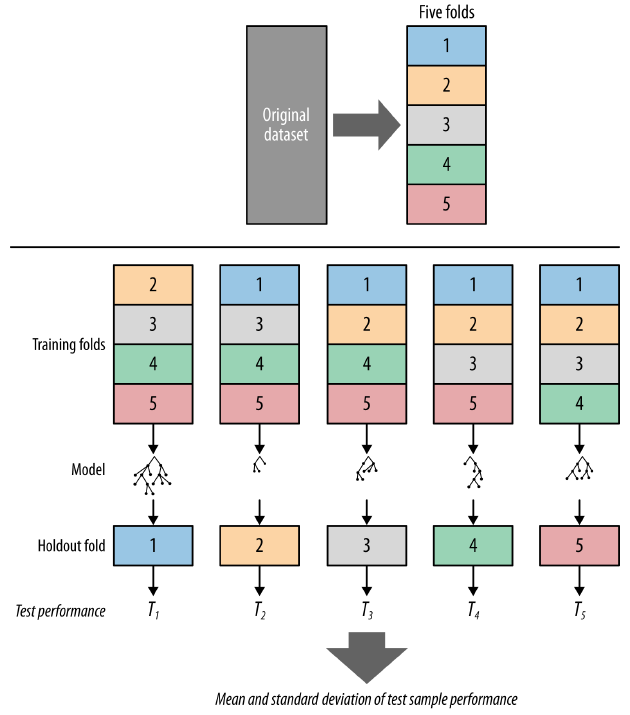 Five folds
Original
dataset
1
2
3
4
5
Training folds
2
3
4
5
1
3
4
5
1
2
4
5
1
2
3
5
1
2
3
4
Model
Holdout fold
1
2
3
4
5
Test performance
T1
T2
T3
T4
T5
Mean and standard deviation of test sample performance